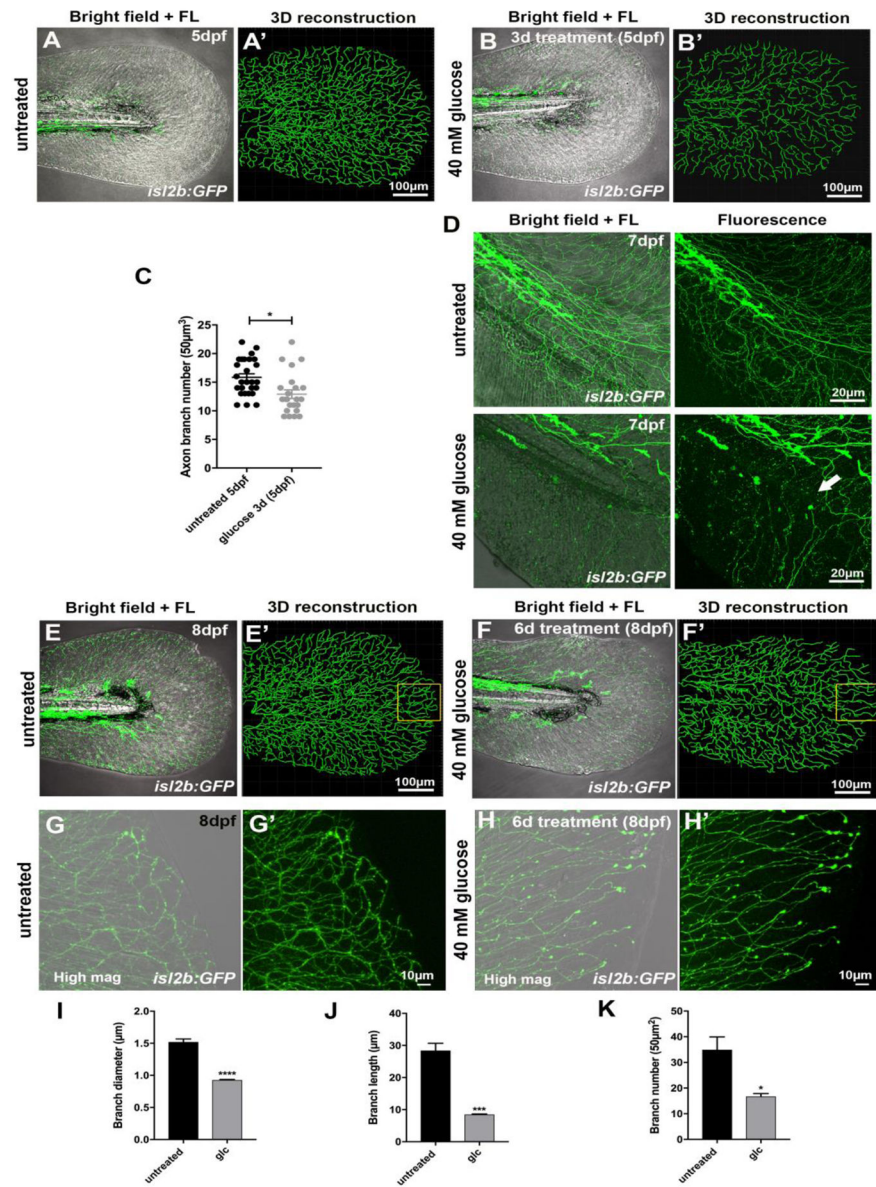 Bright field + FL
3D reconstruction
Bright field + FL
3D reconstruction
untreated
A
5dpf
isl2b:GFP
A'
100µm
40 mM glucose
B
3d treatment (5dpf)
isl2b:GFP
B'
100µm
C
Axon branch number (50µm³)
25
20
15
10
5
0
*
untreated 5dpf
glucose 3d (5dpf)
D
Bright field + FL
Fluorescence
untreated
7dpf
isl2b:GFP
20µm
40 mM glucose
7dpf
isl2b:GFP
20µm
Bright field + FL
3D reconstruction
Bright field + FL
3D reconstruction
untreated
E
8dpf
isl2b:GFP
E'
100µm
40 mM glucose
F
6d treatment (8dpf)
isl2b:GFP
F'
100µm
untreated
G
8dpf
High mag
isl2b:GFP
G'
10µm
40 mM glucose
H
6d treatment (8dpf)
High mag
isl2b:GFP
H'
10µm
I
Branch diameter (µm)
2.0
1.5
1.0
0.5
0.0
****
untreated
glc
J
Branch length (µm)
40
30
20
10
0
***
untreated
glc
K
Branch number (50µm²)
50
40
30
20
10
0
*
untreated
glc